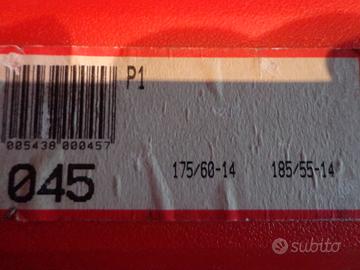 P1
005438 000457
045 175/60-14 185/55-14
subito